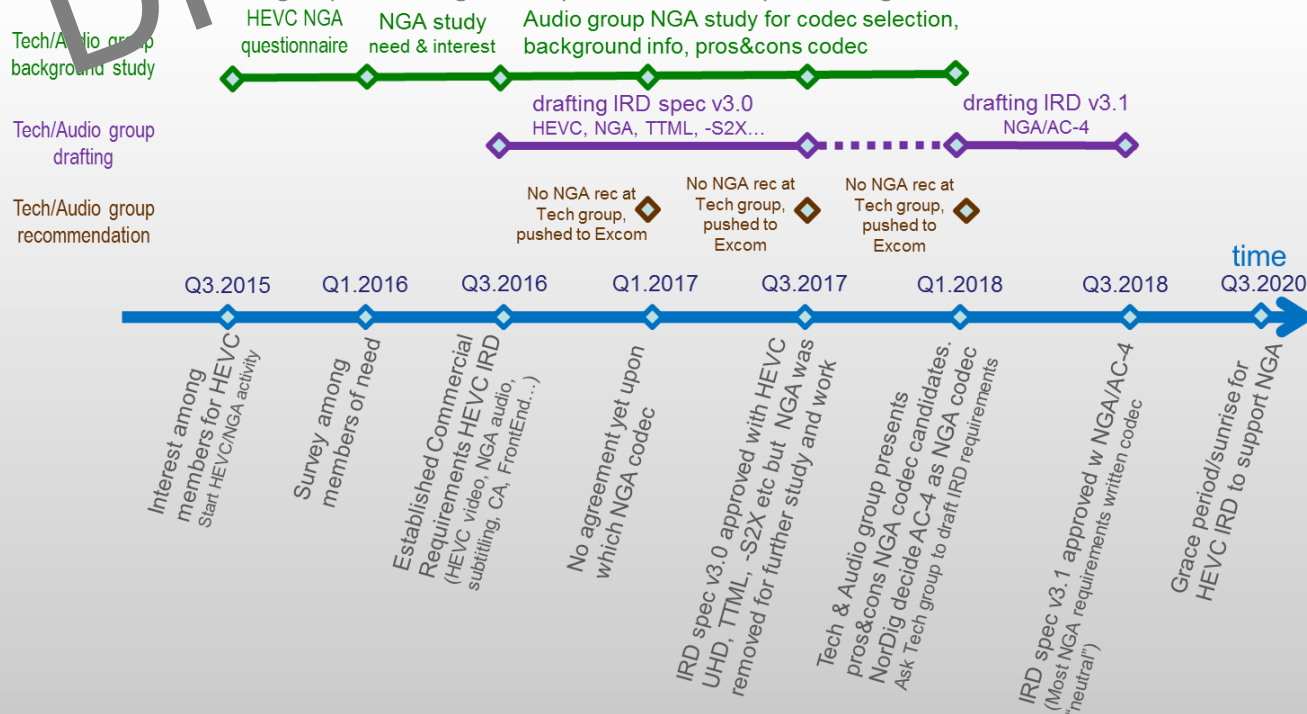 HEVC NGA
questionnaire
NGA study
need & interest
Audio group NGA study for codec selection,
background info, pros&cons codec
Tech/Audio group
background study
drafting IRD spec v3.0
HEVC, NGA, TTML, -S2X…
drafting IRD v3.1
NGA/AC-4
Tech/Audio group
drafting
No NGA rec at
Tech group,
pushed to Excom
No NGA rec at
Tech group,
pushed to
Excom
No NGA rec at
Tech group,
pushed to
Excom
Tech/Audio group
recommendation
time
Q3.2015
Q1.2016
Q3.2016
Q1.2017
Q3.2017
Q1.2018
Q3.2018
Q3.2020
Interest among
members for HEVC
Start HEVC/NGA activity
Survey among
members of need
Established Commercial
Requirements HEVC IRD
(HEVC video, NGA audio,
subtitling, CA, FrontEnd…)
No agreement yet upon
which NGA codec
IRD spec v3.0 approved with HEVC
UHD, TTML, -S2X etc but NGA was
removed for further study and work
Tech & Audio group presents
pros&cons NGA codec candidates.
NorDig decide AC-4 as NGA codec
Ask Tech group to draft IRD requirements
IRD spec v3.1 approved w NGA/AC-4
(Most NGA requirements written codec
"neutral")
Grace period/sunrise for
HEVC IRD to support NGA